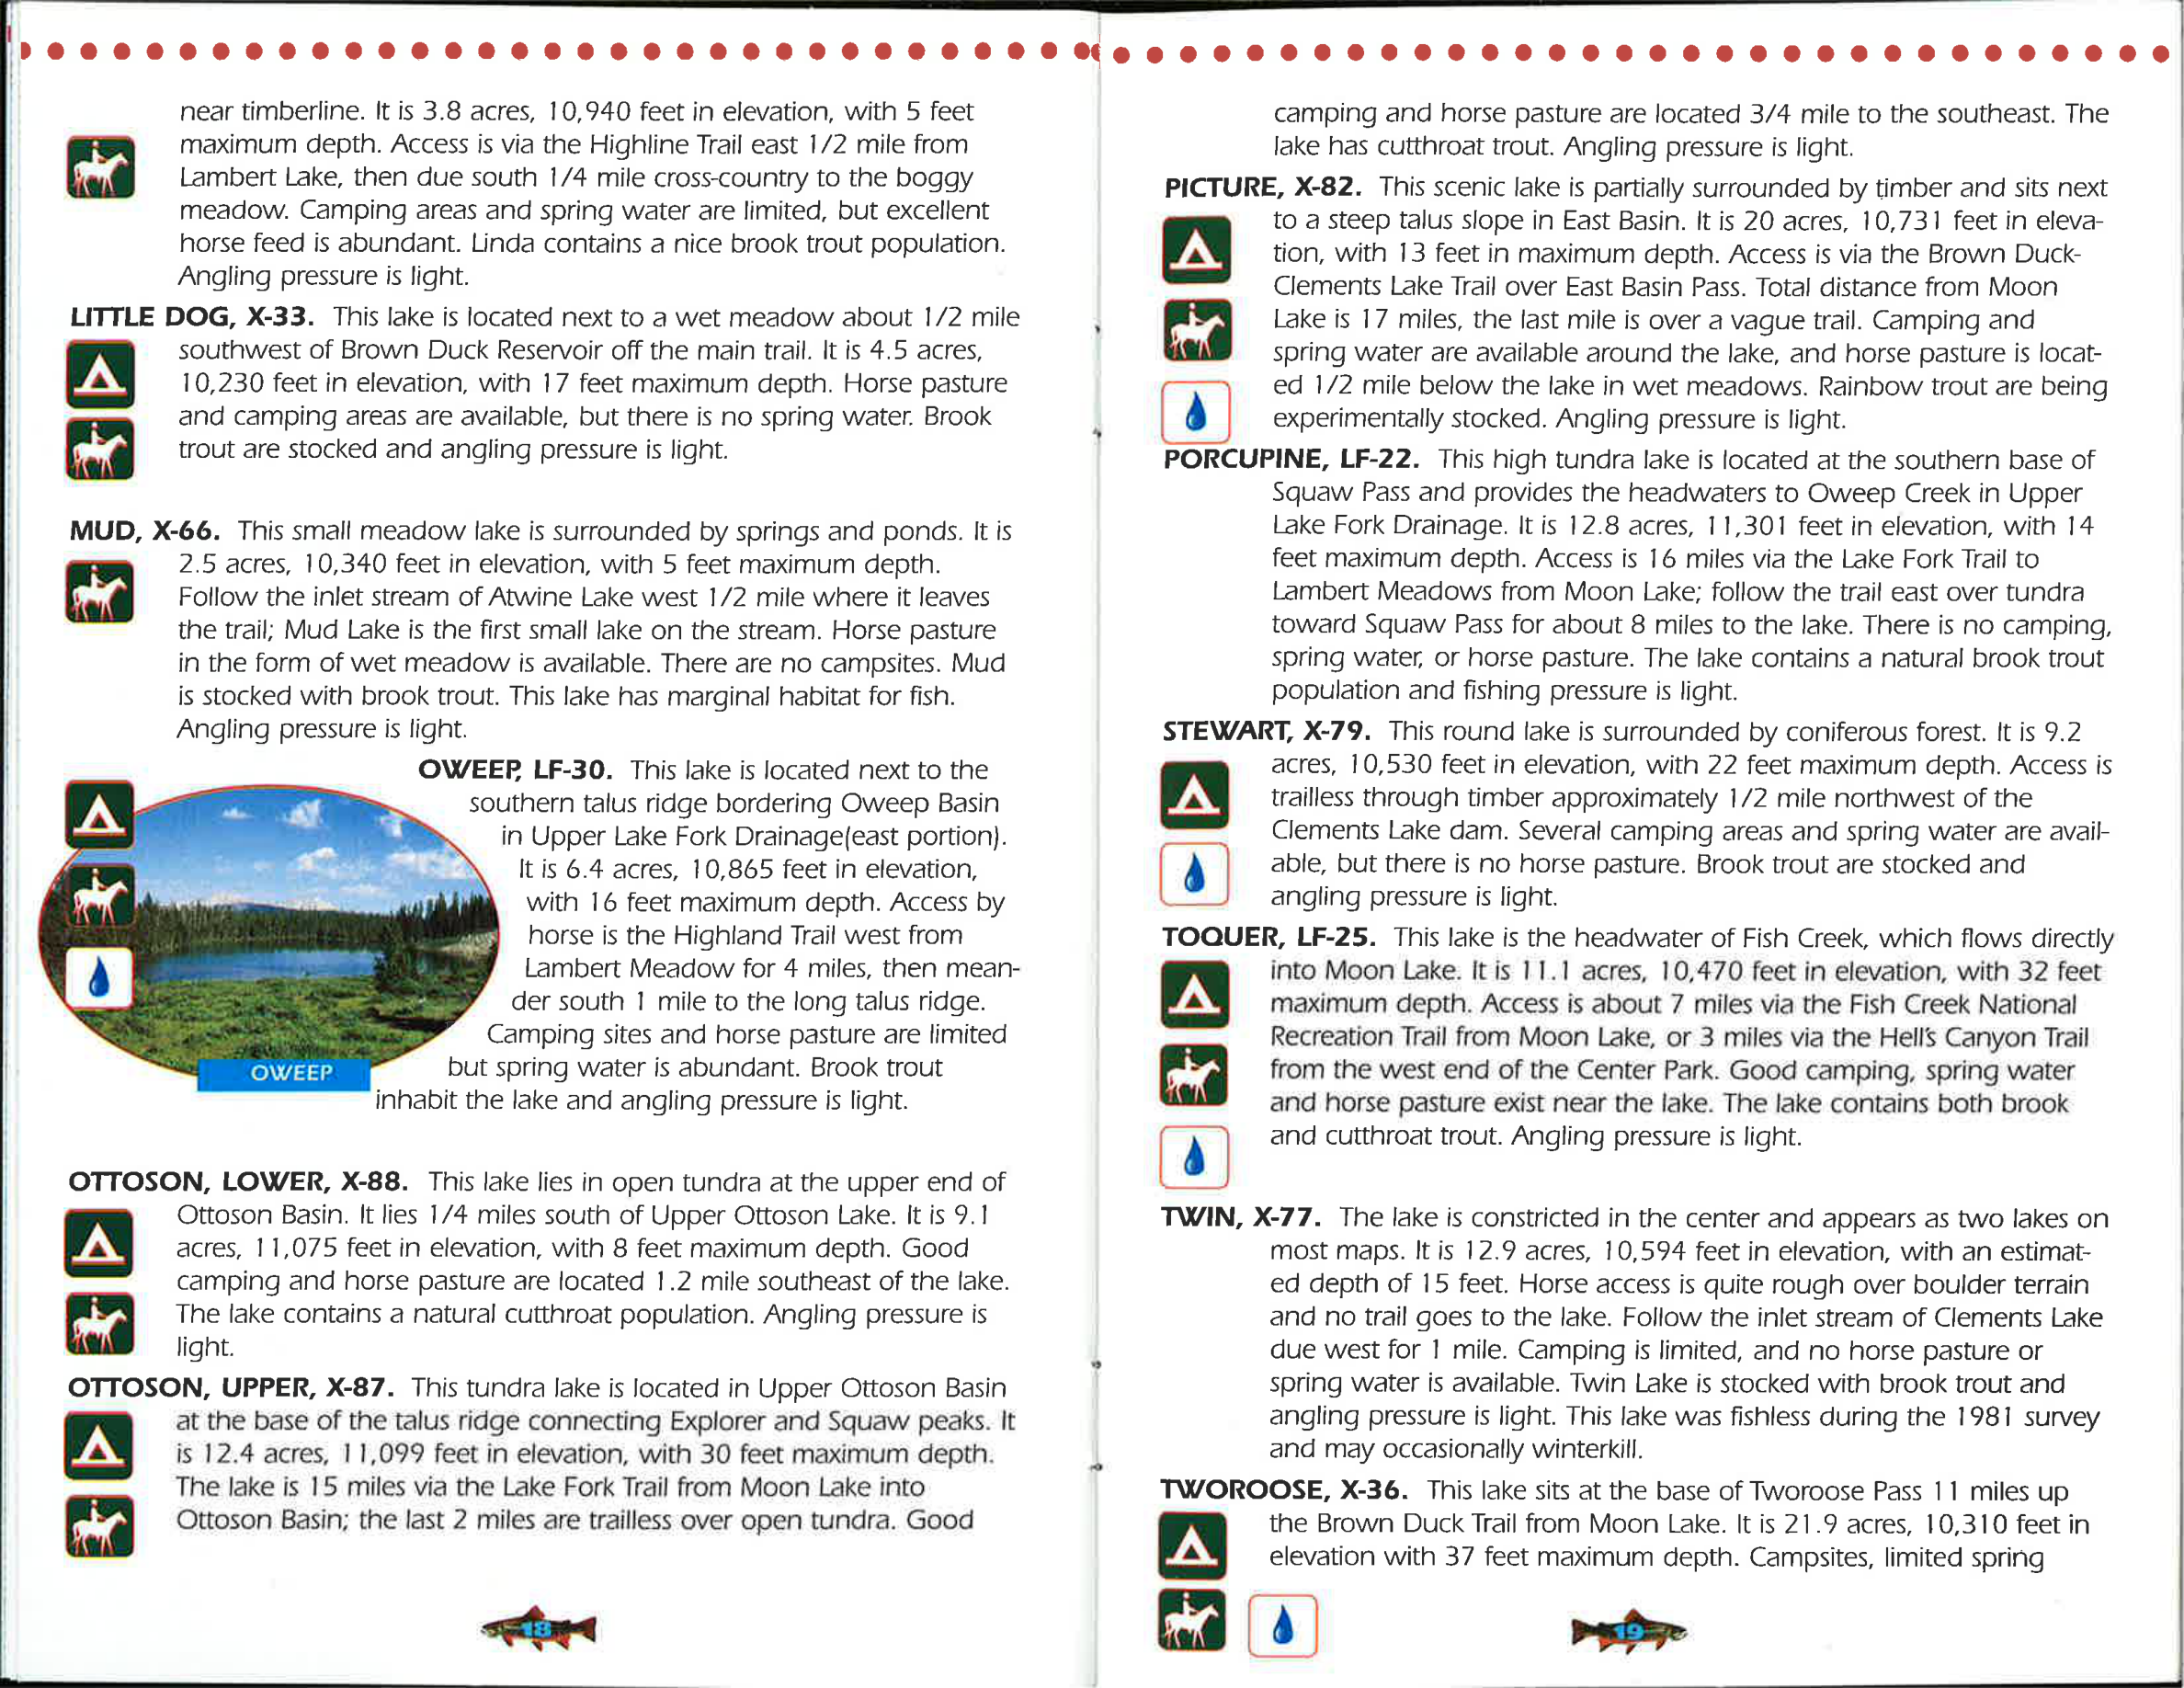 near timberline. It is 3.8 acres, 10,940 feet in elevation, with 5 feet
maximum depth. Access is via the Highline Trail east 1/2 mile from
Lambert Lake, then due south 1/4 mile cross-country to the boggy
meadow. Camping areas and spring water are limited, but excellent
horse feed is abundant. Linda contains a nice brook trout population.
Angling pressure is light.
LITTLE DOG, X-33. This lake is located next to a wet meadow about 1/2 mile
southwest of Brown Duck Reservoir off the main trail. It is 4.5 acres,
10,230 feet in elevation, with 17 feet maximum depth. Horse pasture
and camping areas are available, but there is no spring water. Brook
trout are stocked and angling pressure is light.
MUD, X-66. This small meadow lake is surrounded by springs and ponds. It is
2.5 acres, 10,340 feet in elevation, with 5 feet maximum depth.
Follow the inlet stream of Atwine Lake west 1/2 mile where it leaves
the trail; Mud Lake is the first small lake on the stream. Horse pasture
in the form of wet meadow is available. There are no campsites. Mud
is stocked with brook trout. This lake has marginal habitat for fish.
Angling pressure is light.
OWEEP, LF-30. This lake is located next to the
southern talus ridge bordering Oweep Basin
in Upper Lake Fork Drainage(east portion).
It is 6.4 acres, 10,865 feet in elevation,
with 16 feet maximum depth. Access by
horse is the Highland Trail west from
Lambert Meadow for 4 miles, then mean-
der south 1 mile to the long talus ridge.
Camping sites and horse pasture are limited
but spring water is abundant. Brook trout
inhabit the lake and angling pressure is light.
OWEEP
OTTOSON, LOWER, X-88. This lake lies in open tundra at the upper end of
Ottoson Basin. It lies 1/4 miles south of Upper Ottoson Lake. It is 9.1
acres, 11,075 feet in elevation, with 8 feet maximum depth. Good
camping and horse pasture are located 1.2 mile southeast of the lake.
The lake contains a natural cutthroat population. Angling pressure is
light.
OTTOSON, UPPER, X-87. This tundra lake is located in Upper Ottoson Basin
at the base of the talus ridge connecting Explorer and Squaw peaks. It
is 12.4 acres, 11,099 feet in elevation, with 30 feet maximum depth.
The lake is 15 miles via the Lake Fork Trail from Moon Lake into
Ottoson Basin; the last 2 miles are trailless over open tundra. Good
18
camping and horse pasture are located 3/4 mile to the southeast. The
lake has cutthroat trout. Angling pressure is light.
PICTURE, X-82. This scenic lake is partially surrounded by timber and sits next
to a steep talus slope in East Basin. It is 20 acres, 10,731 feet in eleva-
tion, with 13 feet in maximum depth. Access is via the Brown Duck-
Clements Lake Trail over East Basin Pass. Total distance from Moon
Lake is 17 miles, the last mile is over a vague trail. Camping and
spring water are available around the lake, and horse pasture is locat-
ed 1/2 mile below the lake in wet meadows. Rainbow trout are being
experimentally stocked. Angling pressure is light.
PORCUPINE, LF-22. This high tundra lake is located at the southern base of
Squaw Pass and provides the headwaters to Oweep Creek in Upper
Lake Fork Drainage. It is 12.8 acres, 11,301 feet in elevation, with 14
feet maximum depth. Access is 16 miles via the Lake Fork Trail to
Lambert Meadows from Moon Lake; follow the trail east over tundra
toward Squaw Pass for about 8 miles to the lake. There is no camping,
spring water, or horse pasture. The lake contains a natural brook trout
population and fishing pressure is light.
STEWART, X-79. This round lake is surrounded by coniferous forest. It is 9.2
acres, 10,530 feet in elevation, with 22 feet maximum depth. Access is
trailless through timber approximately 1/2 mile northwest of the
Clements Lake dam. Several camping areas and spring water are avail-
able, but there is no horse pasture. Brook trout are stocked and
angling pressure is light.
TOQUER, LF-25. This lake is the headwater of Fish Creek, which flows directly
into Moon Lake. It is 11.1 acres, 10,470 feet in elevation, with 32 feet
maximum depth. Access is about 7 miles via the Fish Creek National
Recreation Trail from Moon Lake, or 3 miles via the Hell's Canyon Trail
from the west end of the Center Park. Good camping, spring water
and horse pasture exist near the lake. The lake contains both brook
and cutthroat trout. Angling pressure is light.
TWIN, X-77. The lake is constricted in the center and appears as two lakes on
most maps. It is 12.9 acres, 10,594 feet in elevation, with an estimat-
ed depth of 15 feet. Horse access is quite rough over boulder terrain
and no trail goes to the lake. Follow the inlet stream of Clements Lake
due west for 1 mile. Camping is limited, and no horse pasture or
spring water is available. Twin Lake is stocked with brook trout and
angling pressure is light. This lake was fishless during the 1981 survey
and may occasionally winterkill.
TWOROOSE, X-36. This lake sits at the base of Tworoose Pass 11 miles up
the Brown Duck Trail from Moon Lake. It is 21.9 acres, 10,310 feet in
elevation with 37 feet maximum depth. Campsites, limited spring
19